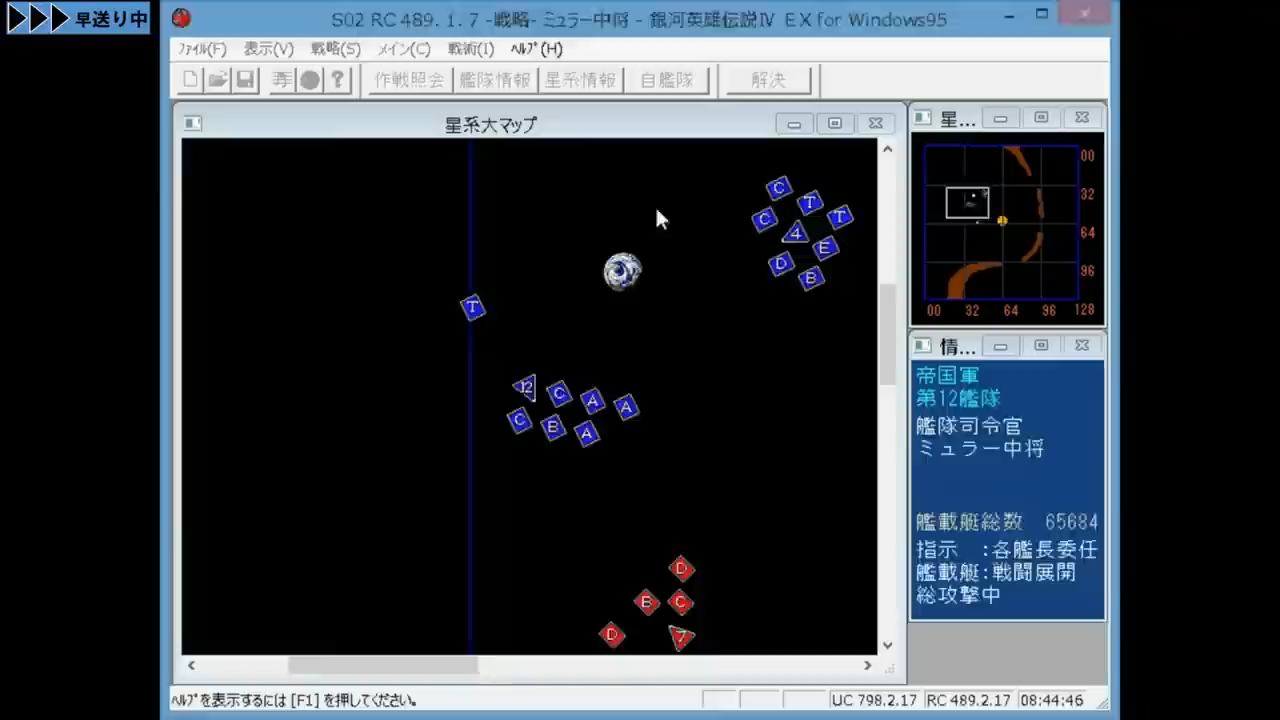 早送り中
S02 RC 489. 1. 7 -戦略- ミュラー中将 - 銀河英雄伝説Ⅳ EX for Windows95
ﾌｧｲﾙ(F) 表示(V) 戦略(S) メイン(C) 戦術(I) ﾍﾙﾌﾟ(H)
? 作戦照会 艦隊情報 星系情報 自艦隊 解決
星系大マップ
星...
C
T
C
T
4
E
D
B
T
12
C
A
A
C
B
A
D
E
C
D
7
00
32
64
96
00 32 64 96 128
情...
帝国軍
第12艦隊
艦隊司令官
ミュラー中将
艦載艇総数 65684
指示 :各艦長委任
艦載艇:戦闘展開
総攻撃中
ﾍﾙﾌﾟを表示するには [F1] を押してください。
UC 798.2.17 RC 489.2.17 08:44:46